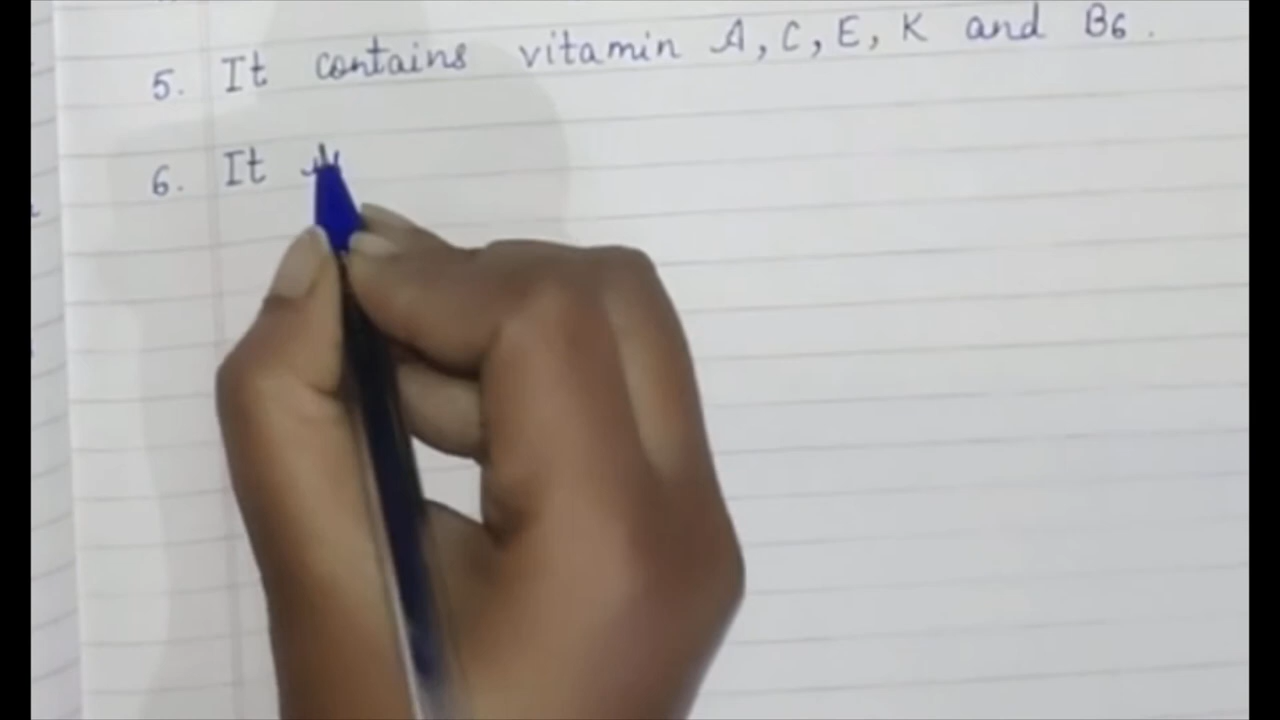 5. It contains vitamin A, C, E, K and B6.
6. It